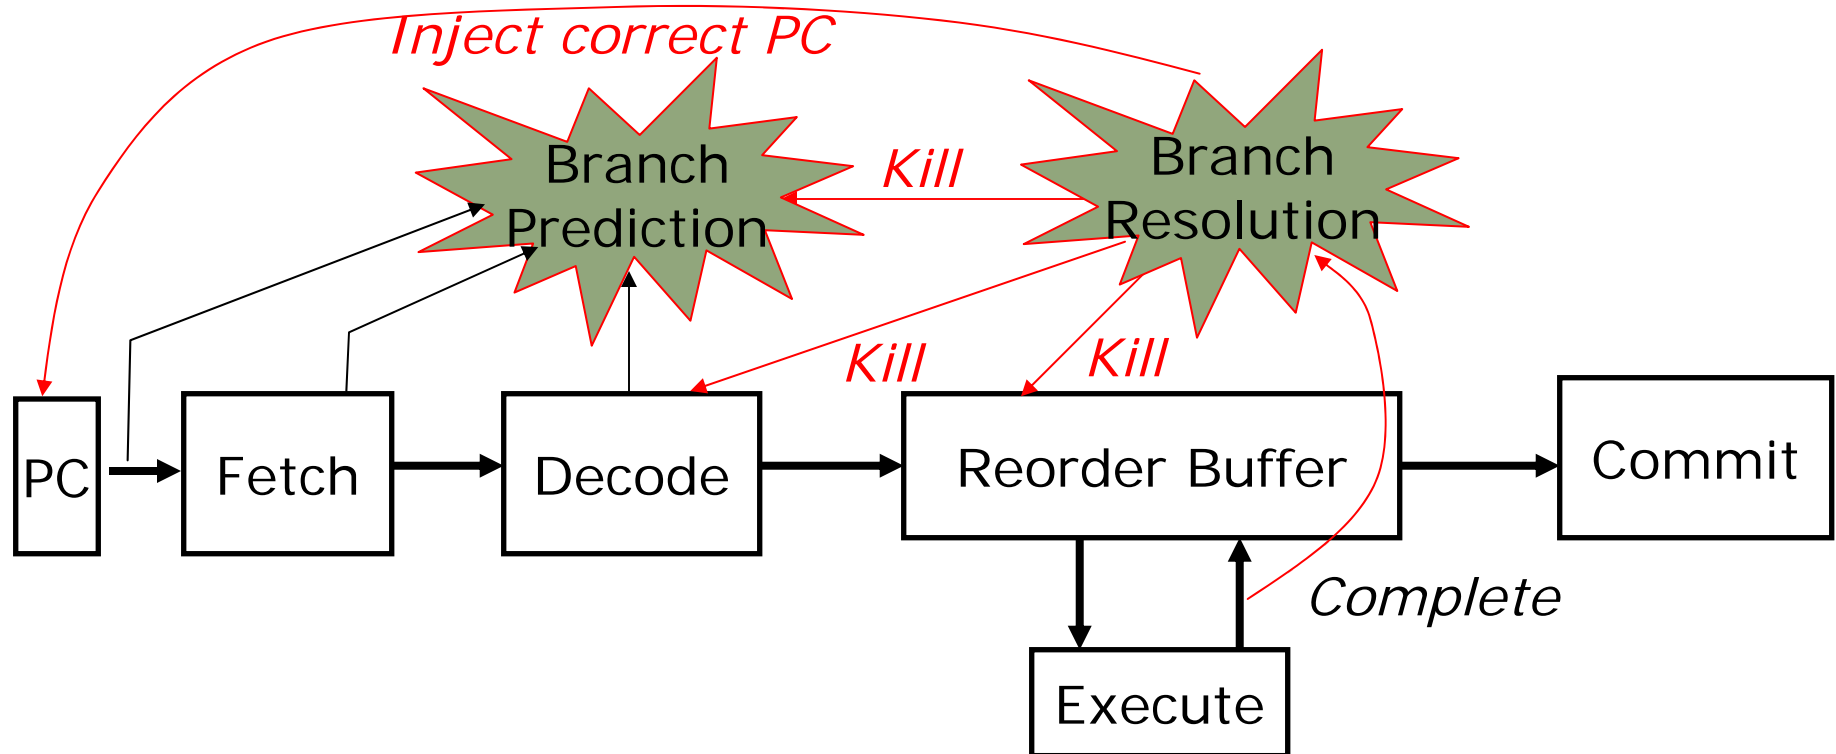 Inject correct PC
Branch
Prediction
Kill
Branch
Resolution
Kill
Kill
PC
Fetch
Decode
Reorder Buffer
Commit
Complete
Execute